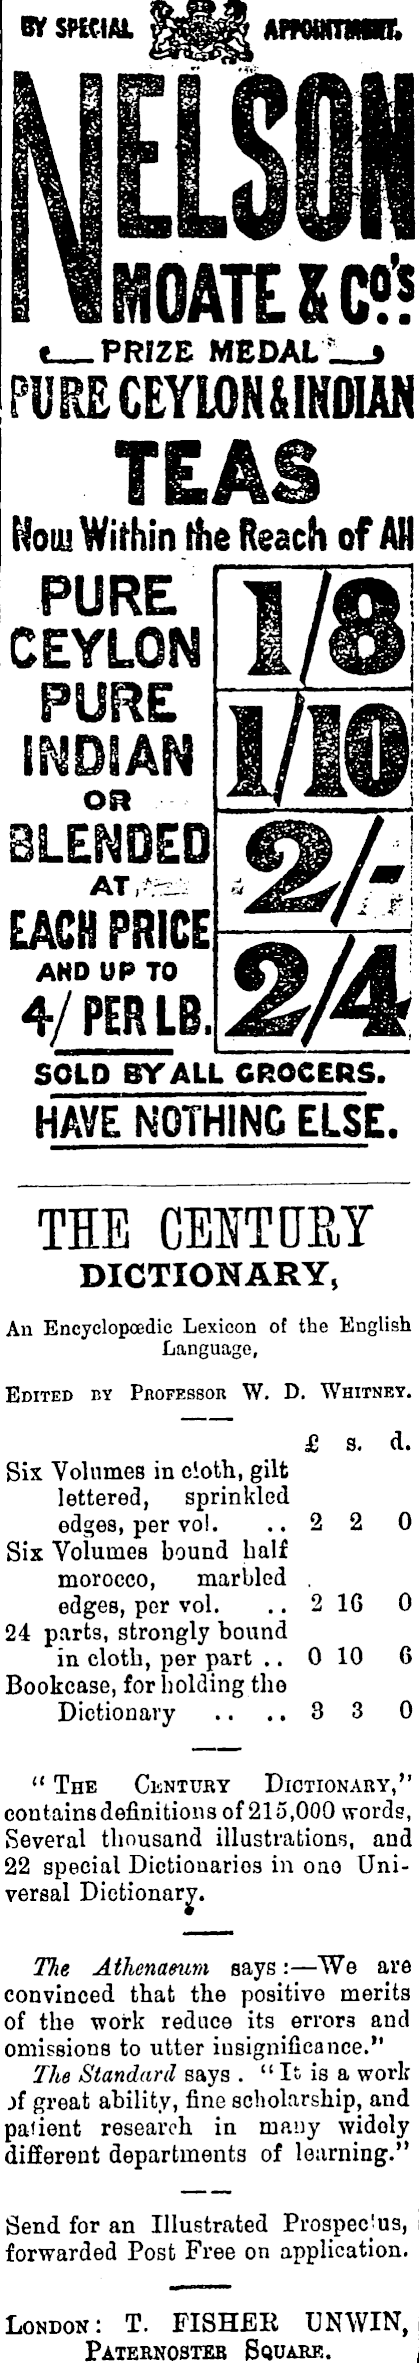 BY SPECIAL APPOINTMENT.
NELSON
MOATE & CO'S
PRIZE MEDAL
PURE CEYLON & INDIAN
TEAS
Now Within the Reach of All
PURE
CEYLON
PURE
INDIAN
OR
BLENDED
AT
EACH PRICE
AND UP TO
4/ PER LB.
1/8
1/10
2/-
2/4
SOLD BY ALL GROCERS.
HAVE NOTHING ELSE.
THE CENTURY
DICTIONARY,
An Encyclopœdic Lexicon of the English
Language,
EDITED BY PROFESSOR W. D. WHITNEY.
£ s. d.
Six Volumes in cloth, gilt
lettered, sprinkled
edges, per vol. .. 2 2 0
Six Volumes bound half
morocco, marbled
edges, per vol. .. 2 16 0
24 parts, strongly bound
in cloth, per part .. 0 10 6
Bookcase, for holding the
Dictionary .. .. 3 3 0
"THE CENTURY DICTIONARY,"
contains definitions of 215,000 words,
Several thousand illustrations, and
22 special Dictionaries in one Uni-
versal Dictionary.
The Athenaeum says:—We are
convinced that the positive merits
of the work reduce its errors and
omissions to utter insignificance."
The Standard says. "It is a work
of great ability, fine scholarship, and
patient research in many widely
different departments of learning."
Send for an Illustrated Prospectus,
forwarded Post Free on application.
LONDON: T. FISHER UNWIN,
PATERNOSTER SQUARE.